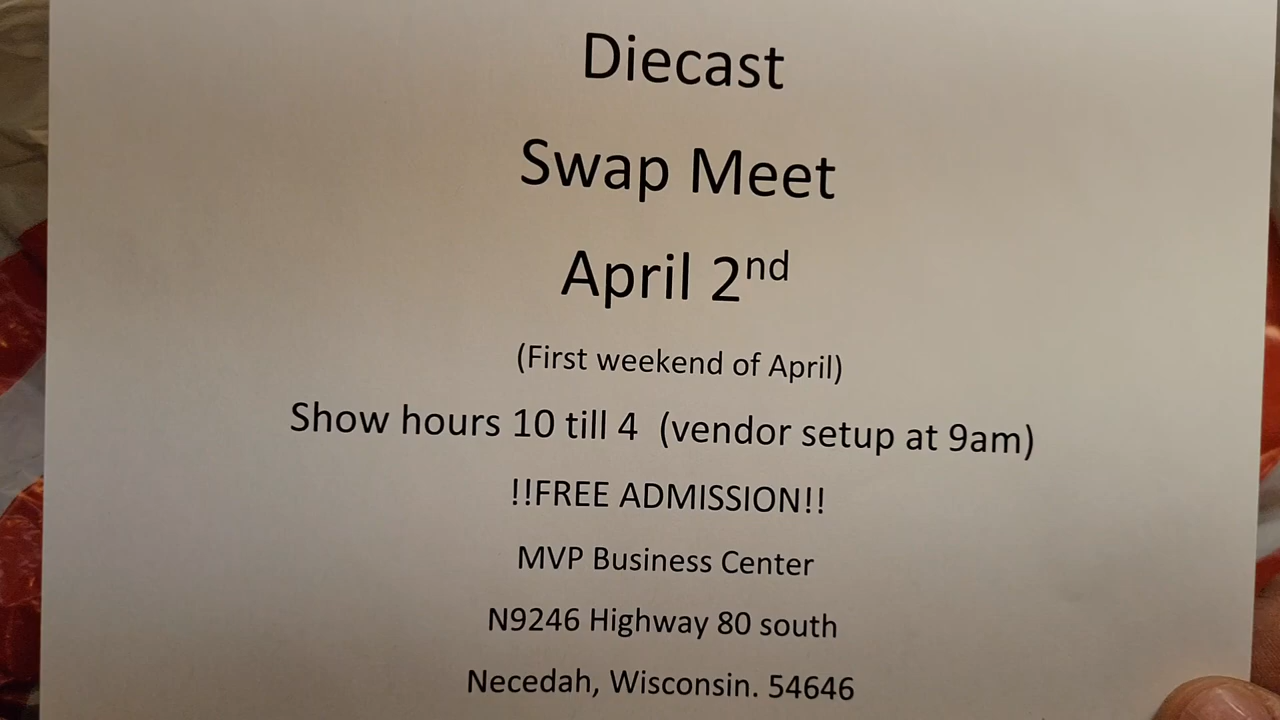 Diecast
Swap Meet
April 2nd
(First weekend of April)
Show hours 10 till 4 (vendor setup at 9am)
!!FREE ADMISSION!!
MVP Business Center
N9246 Highway 80 south
Necedah, Wisconsin. 54646